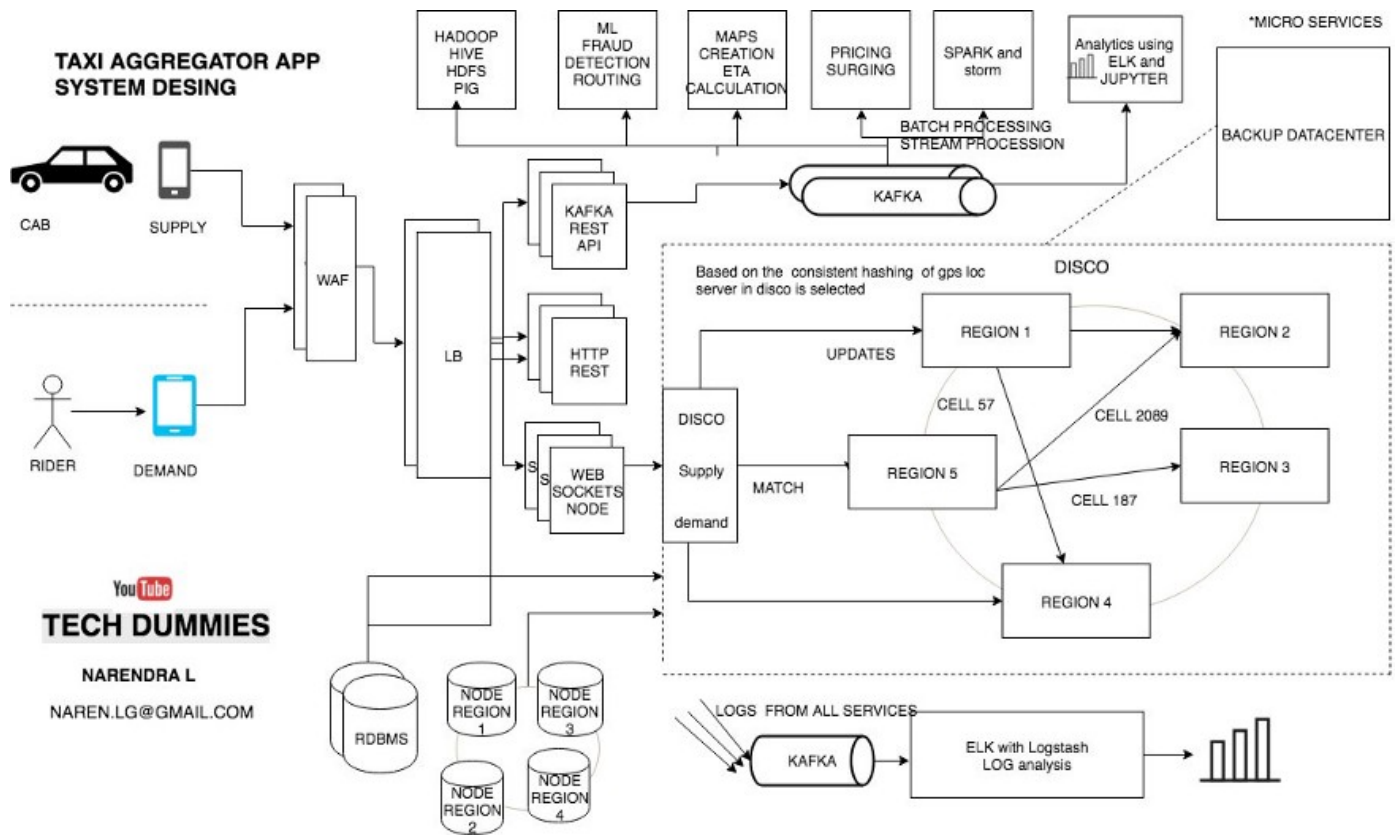 TAXI AGGREGATOR APP
SYSTEM DESING
HADOOP
HIVE
HDFS
PIG
ML
FRAUD
DETECTION
ROUTING
MAPS
CREATION
ETA
CALCULATION
PRICING
SURGING
SPARK and
storm
Analytics using
ELK and
JUPYTER
*MICRO SERVICES
BACKUP DATACENTER
BATCH PROCESSING
STREAM PROCESSION
CAB
SUPPLY
WAF
LB
KAFKA
REST
API
KAFKA
HTTP
REST
S
S
WEB
SOCKETS
NODE
RIDER
DEMAND
Based on the consistent hashing of gps loc
server in disco is selected
DISCO
DISCO
Supply
demand
UPDATES
MATCH
REGION 1
REGION 2
CELL 57
CELL 2089
REGION 5
REGION 3
CELL 187
REGION 4
YouTube
TECH DUMMIES
NARENDRA L
NAREN.LG@GMAIL.COM
RDBMS
NODE
REGION
1
NODE
REGION
3
NODE
REGION
2
NODE
REGION
4
LOGS FROM ALL SERVICES
KAFKA
ELK with Logstash
LOG analysis